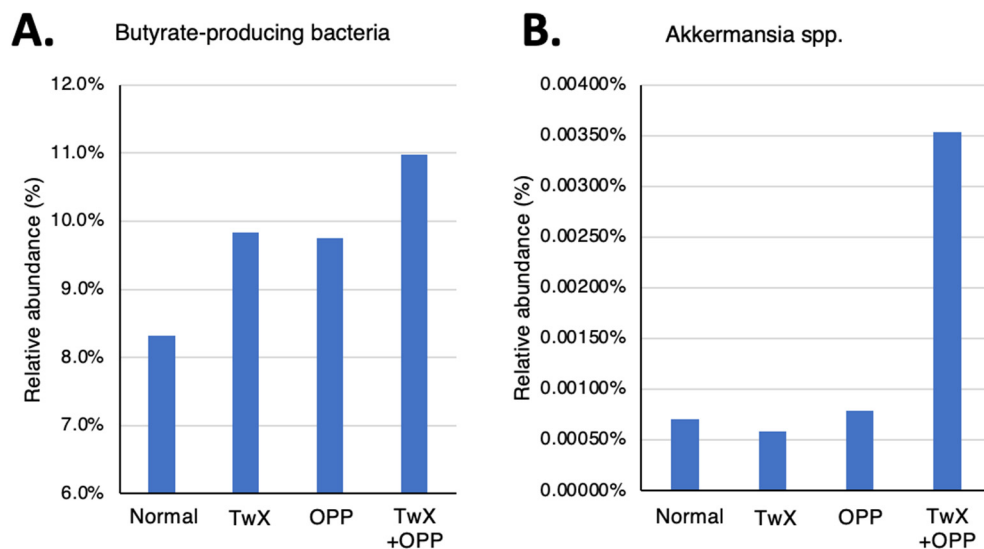 A.
Butyrate-producing bacteria
Relative abundance (%)
12.0%
11.0%
10.0%
9.0%
8.0%
7.0%
6.0%
Normal
TwX
OPP
TwX
+OPP
B.
Akkermansia spp.
Relative abundance (%)
0.00400%
0.00350%
0.00300%
0.00250%
0.00200%
0.00150%
0.00100%
0.00050%
0.00000%
Normal
TwX
OPP
TwX
+OPP